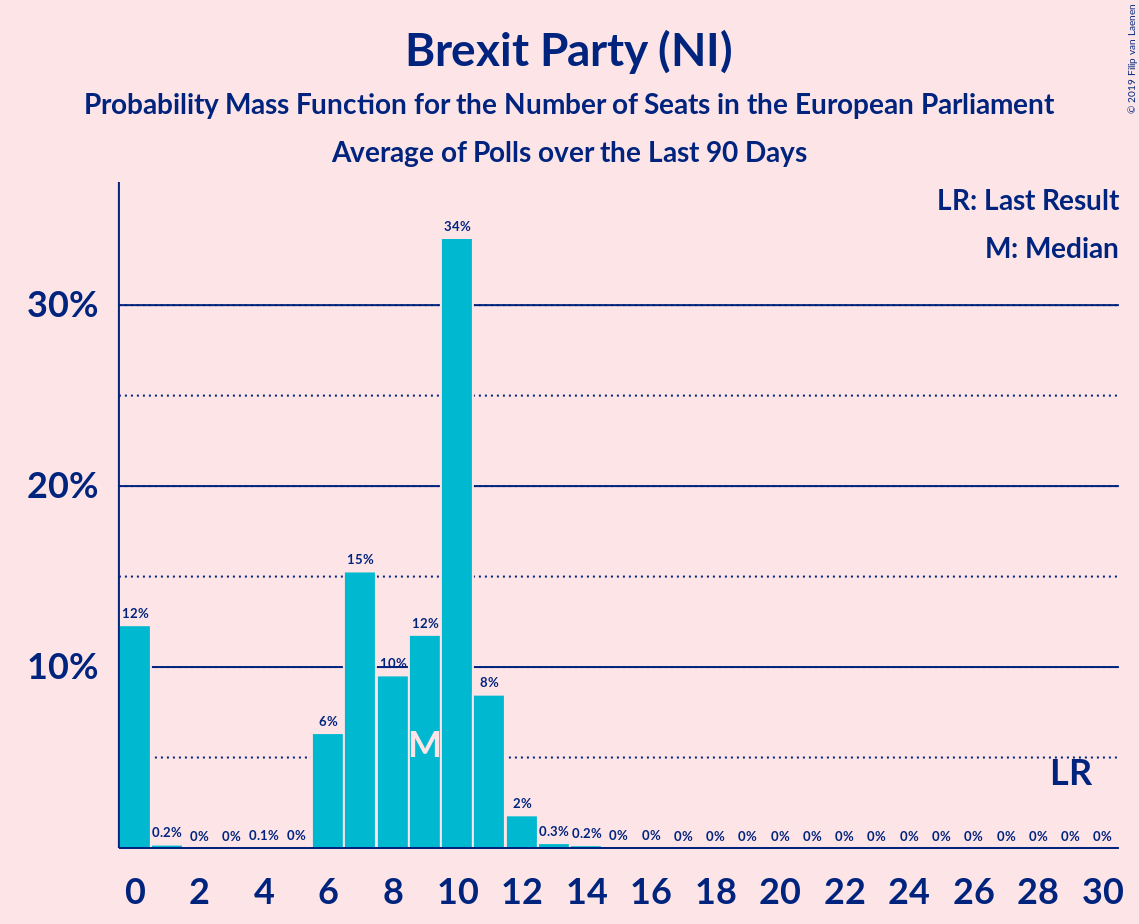 Brexit Party (NI)
Probability Mass Function for the Number of Seats in the European Parliament
Average of Polls over the Last 90 Days
© 2019 Filip van Laenen
LR: Last Result
M: Median
30%
20%
10%
12% 0.2% 0% 0% 0.1% 0% 6% 15% 10% 12% 34% 8% 2% 0.3% 0.2% 0% 0% 0% 0% 0% 0% 0% 0% 0% 0% 0% 0% 0% 0% 0% 0%
M
LR
0 2 4 6 8 10 12 14 16 18 20 22 24 26 28 30